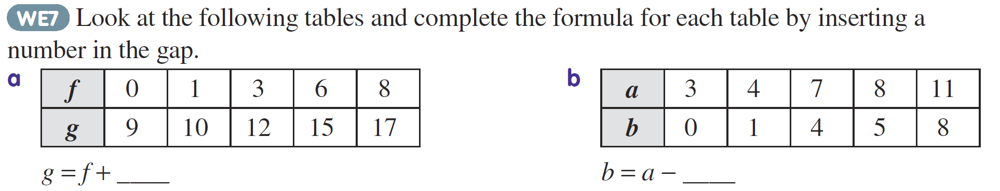 WE7 Look at the following tables and complete the formula for each table by inserting a
number in the gap.
a
f 0 1 3 6 8
g 9 10 12 15 17
g = f + ____
b
a 3 4 7 8 11
b 0 1 4 5 8
b = a − ____